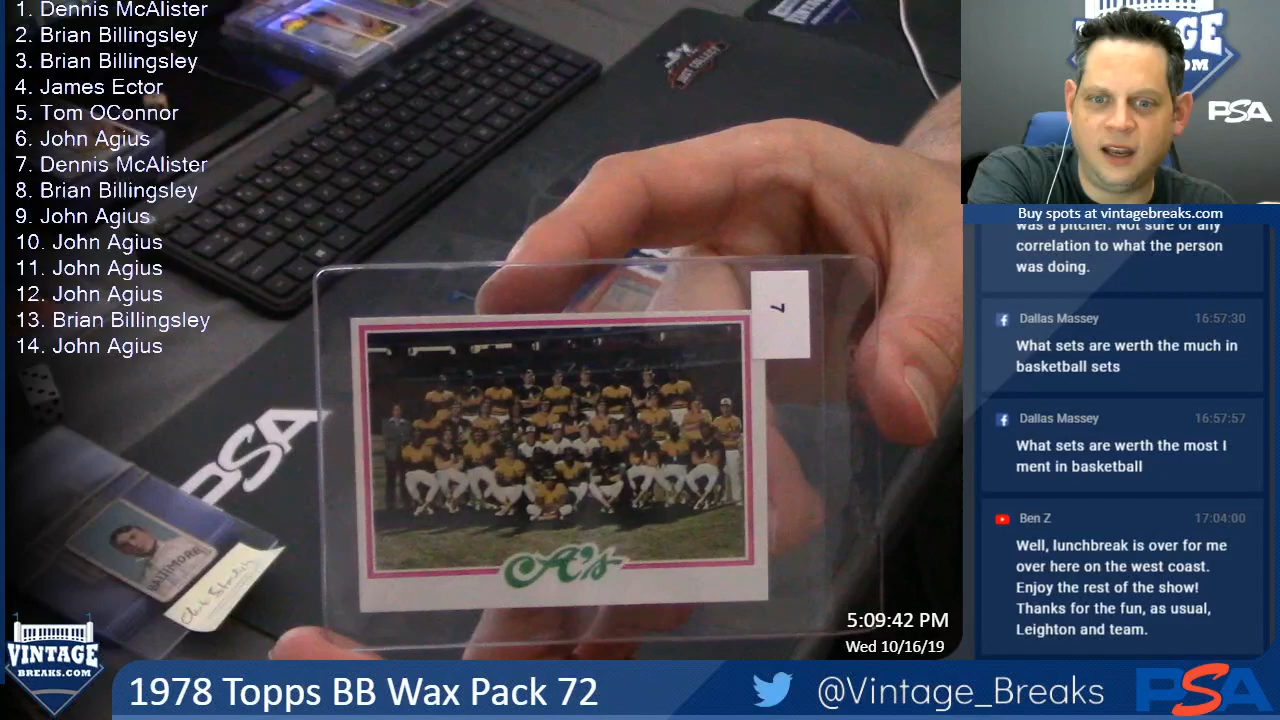 1. Dennis McAlister
2. Brian Billingsley
3. Brian Billingsley
4. James Ector
5. Tom OConnor
6. John Agius
7. Dennis McAlister
8. Brian Billingsley
9. John Agius
10. John Agius
11. John Agius
12. John Agius
13. Brian Billingsley
14. John Agius
7
A's
PSA
BALTIMORE
VINTAGE
BREAKS.COM
1978 Topps BB Wax Pack 72
5:09:42 PM
Wed 10/16/19
@Vintage_Breaks
PSA
PSA
Buy spots at vintagebreaks.com
was a pitcher. Not sure of any
correlation to what the person
was doing.
Dallas Massey 16:57:30
What sets are worth the much in
basketball sets
Dallas Massey 16:57:57
What sets are worth the most I
ment in basketball
Ben Z 17:04:00
Well, lunchbreak is over for me
over here on the west coast.
Enjoy the rest of the show!
Thanks for the fun, as usual,
Leighton and team.